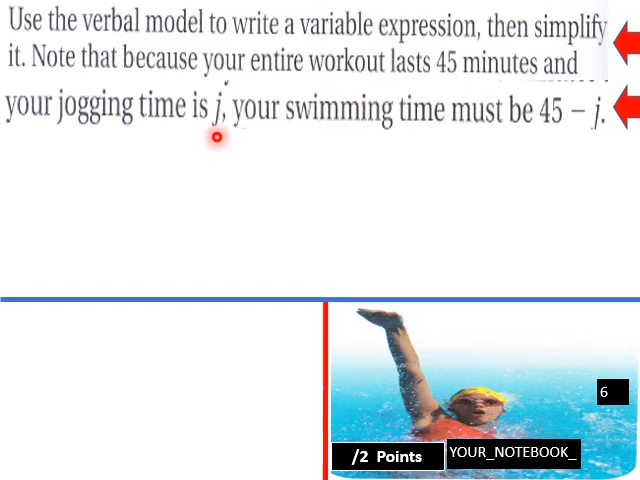 Use the verbal model to write a variable expression, then simplify
it. Note that because your entire workout lasts 45 minutes and
your jogging time is j, your swimming time must be 45 − j.
6
/2 Points
YOUR_NOTEBOOK_